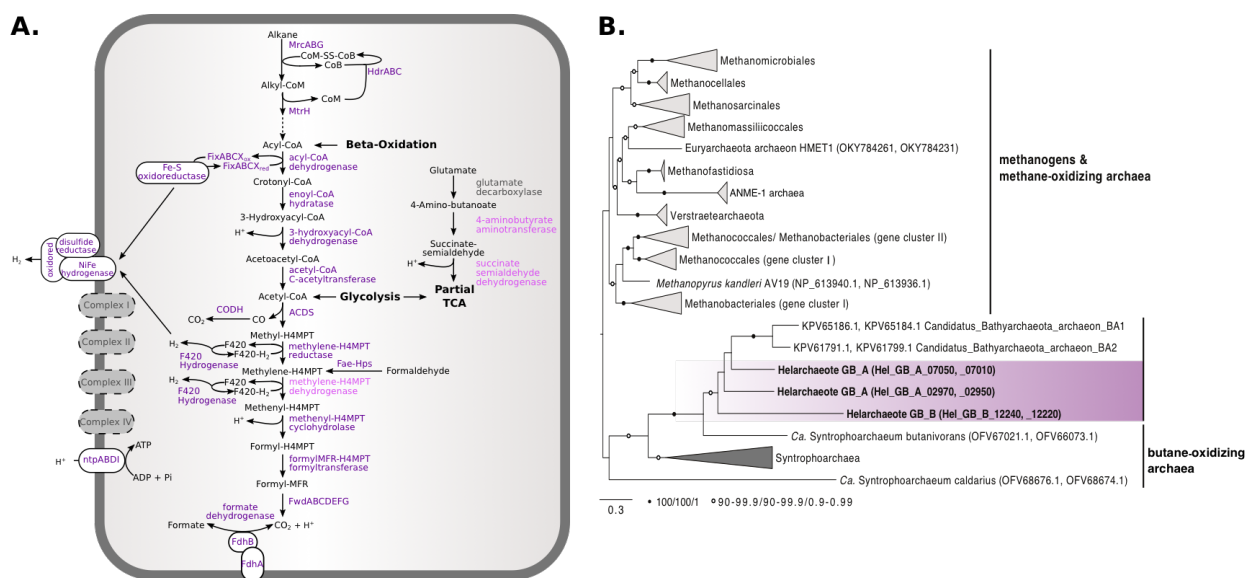 A.
Alkane
MrcABG
CoM-SS-CoB
CoB
HdrABC
Alkyl-CoM
CoM
MtrH
Acyl-CoA
Beta-Oxidation
FixABCXox
FixABCXred
acyl-CoA
dehydrogenase
Fe-S
oxidoreductase
Crotonyl-CoA
enoyl-CoA
hydratase
3-Hydroxyacyl-CoA
H+
3-hydroxyacyl-CoA
dehydrogenase
Acetoacetyl-CoA
acetyl-CoA
C-acetyltransferase
Acetyl-CoA
Glycolysis
Partial
TCA
Glutamate
glutamate
decarboxylase
4-Amino-butanoate
4-aminobutyrate
aminotransferase
Succinate-
semialdehyde
H+
succinate
semialdehyde
dehydrogenase
H2
oxidored
disulfide
reductase
NiFe
hydrogenase
Complex I
Complex II
Complex III
Complex IV
CODH
CO2
CO
ACDS
Methyl-H4MPT
H2
F420
F420-H2
F420
Hydrogenase
methylene-H4MPT
reductase
Fae-Hps
Methylene-H4MPT
Formaldehyde
H2
F420
F420-H2
F420
Hydrogenase
methylene-H4MPT
dehydrogenase
Methenyl-H4MPT
H+
methenyl-H4MPT
cyclohydrolase
Formyl-H4MPT
formylMFR-H4MPT
formyltransferase
Formyl-MFR
FwdABCDEFG
H+
ntpABDI
ATP
ADP + Pi
formate
dehydrogenase
Formate
CO2 + H+
FdhB
FdhA
B.
Methanomicrobiales
Methanocellales
Methanosarcinales
Methanomassiliicoccales
Euryarchaeota archaeon HMET1 (OKY784261, OKY784231)
Methanofastidiosa
ANME-1 archaea
Verstraetearchaeota
Methanococcales/ Methanobacteriales (gene cluster II)
Methanococcales (gene cluster I )
Methanopyrus kandleri AV19 (NP_613940.1, NP_613936.1)
Methanobacteriales (gene cluster I)
methanogens &
methane-oxidizing archaea
KPV65186.1, KPV65184.1 Candidatus_Bathyarchaeota_archaeon_BA1
KPV61791.1, KPV61799.1 Candidatus_Bathyarchaeota_archaeon_BA2
Helarchaeote GB_A (Hel_GB_A_07050, _07010)
Helarchaeote GB_A (Hel_GB_A_02970, _02950)
Helarchaeote GB_B (Hel_GB_B_12240, _12220)
Ca. Syntrophoarchaeum butanivorans (OFV67021.1, OFV66073.1)
Syntrophoarchaea
Ca. Syntrophoarchaeum caldarius (OFV68676.1, OFV68674.1)
butane-oxidizing
archaea
0.3
100/100/1
90-99.9/90-99.9/0.9-0.99